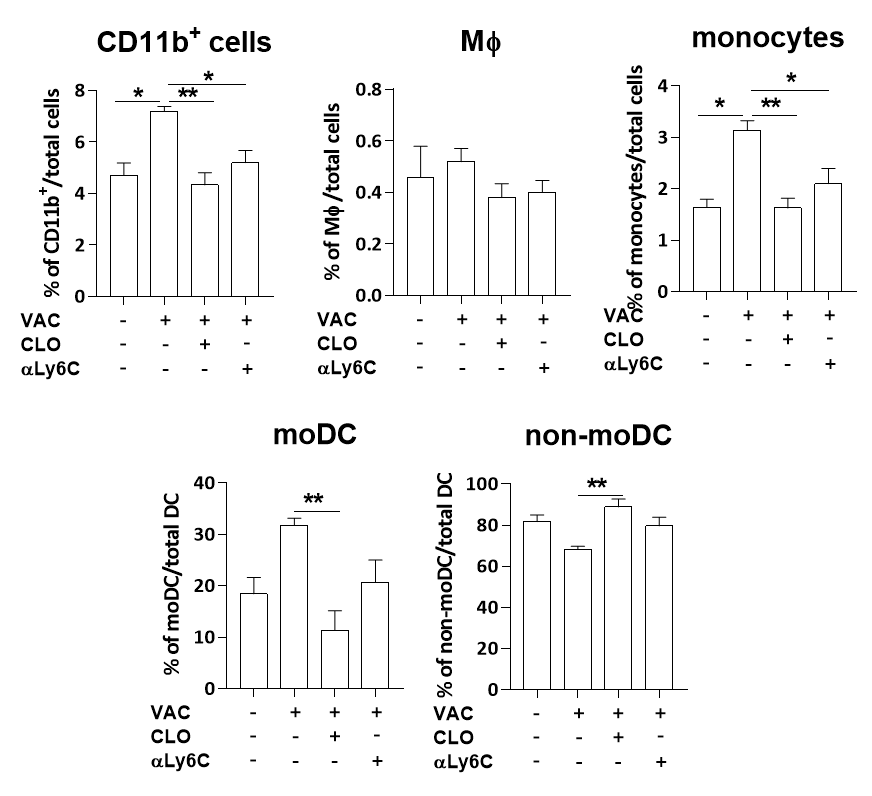 CD11b⁺ cells
% of CD11b⁺/total cells
8
6
4
2
0
* ** *
VAC - + + +
CLO - - + -
αLy6C - - - +
Mϕ
% of Mϕ/total cells
0.8
0.6
0.4
0.2
0.0
VAC - + + +
CLO - - + -
αLy6C - - - +
monocytes
% of monocytes/total cells
4
3
2
1
0
* ** *
VAC - + + +
CLO - - + -
αLy6C - - - +
moDC
% of moDC/total DC
40
30
20
10
0
**
VAC - + + +
CLO - - + -
αLy6C - - - +
non-moDC
% of non-moDC/total DC
100
80
60
40
20
0
**
VAC - + + +
CLO - - + -
αLy6C - - - +